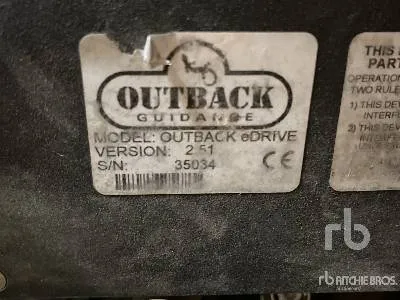 OUTBACK
GUIDANCE
MODEL: OUTBACK eDRIVE
VERSION: 2.51
S/N: 35034
CE
THIS
PART
OPERATION
TWO RULE
1) THIS DEV
INTERF
2) THIS DEV
rb
RITCHIE BROS.